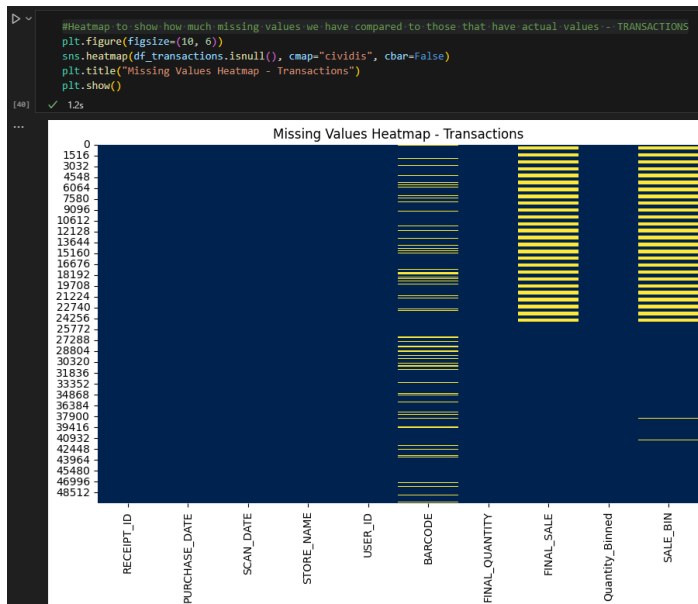 #Heatmap to show how much missing values we have compared to those that have actual values - TRANSACTIONS
plt.figure(figsize=(10, 6))
sns.heatmap(df_transactions.isnull(), cmap="cividis", cbar=False)
plt.title("Missing Values Heatmap - Transactions")
plt.show()
[40]
1.2s
...
Missing Values Heatmap - Transactions
0
1516
3032
4548
6064
7580
9096
10612
12128
13644
15160
16676
18192
19708
21224
22740
24256
25772
27288
28804
30320
31836
33352
34868
36384
37900
39416
40932
42448
43964
45480
46996
48512
RECEIPT_ID
PURCHASE_DATE
SCAN_DATE
STORE_NAME
USER_ID
BARCODE
FINAL_QUANTITY
FINAL_SALE
Quantity_Binned
SALE_BIN